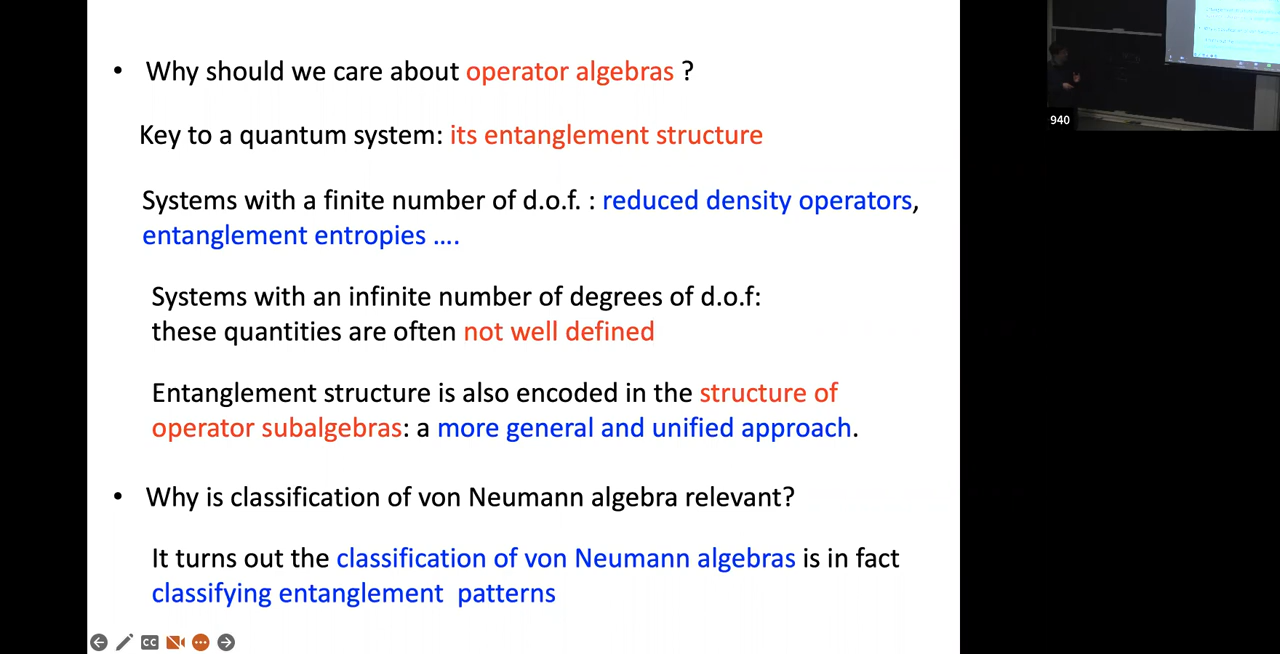 • Why should we care about operator algebras ?
Key to a quantum system: its entanglement structure
Systems with a finite number of d.o.f. : reduced density operators,
entanglement entropies ....
Systems with an infinite number of degrees of d.o.f:
these quantities are often not well defined
Entanglement structure is also encoded in the structure of
operator subalgebras: a more general and unified approach.
• Why is classification of von Neumann algebra relevant?
It turns out the classification of von Neumann algebras is in fact
classifying entanglement patterns
CC
940